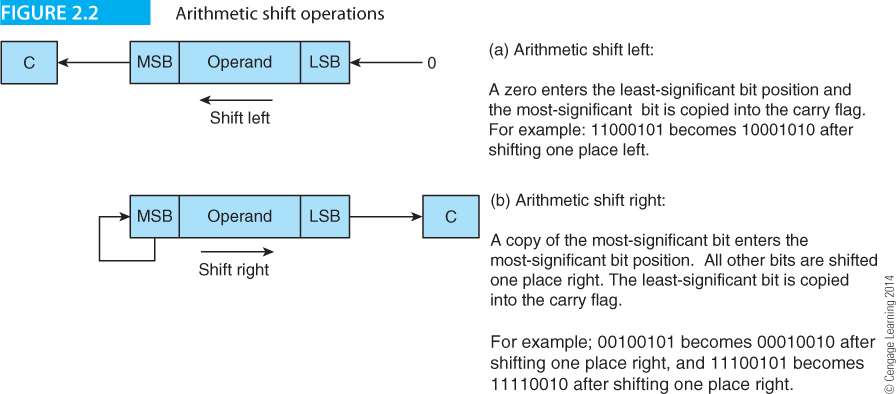 FIGURE 2.2 Arithmetic shift operations
C MSB Operand LSB 0
Shift left
(a) Arithmetic shift left:
A zero enters the least-significant bit position and
the most-significant bit is copied into the carry flag.
For example: 11000101 becomes 10001010 after
shifting one place left.
MSB Operand LSB C
Shift right
(b) Arithmetic shift right:
A copy of the most-significant bit enters the
most-significant bit position. All other bits are shifted
one place right. The least-significant bit is copied
into the carry flag.
For example; 00100101 becomes 00010010 after
shifting one place right, and 11100101 becomes
11110010 after shifting one place right.
© Cengage Learning 2014